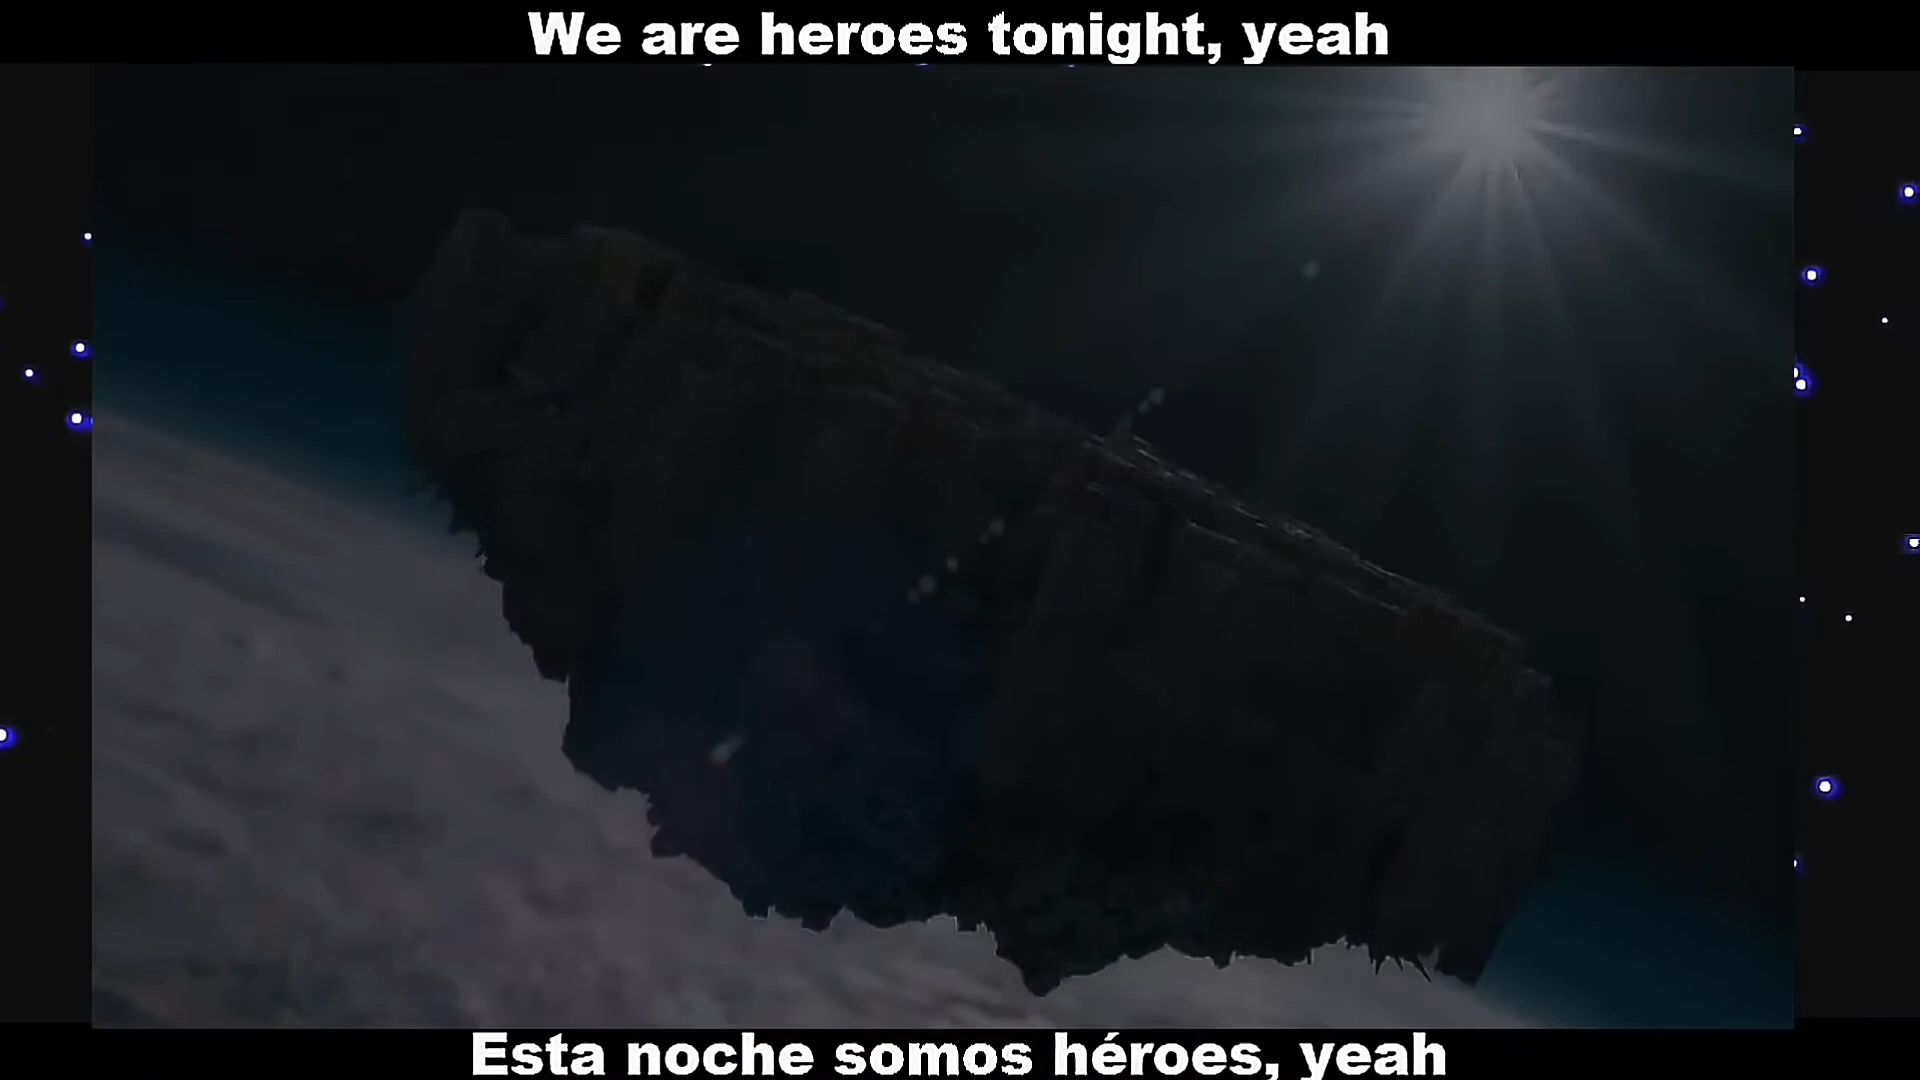 We are heroes tonight, yeah
Esta noche somos héroes, yeah